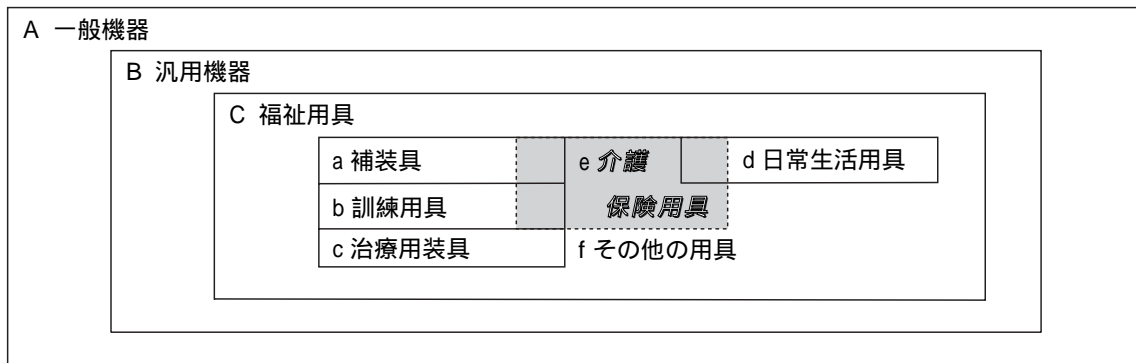 A 一般機器
B 汎用機器
C 福祉用具
a 補装具
e 介護
d 日常生活用具
b 訓練用具
保険用具
c 治療用装具
f その他の用具